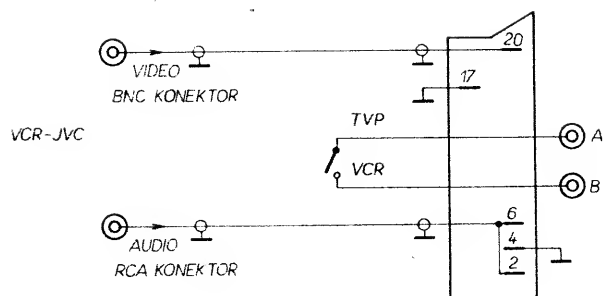 20
VIDEO
BNC KONEKTOR
17
VCR-JVC
TVP
A
VCR
B
6
4
2
AUDIO
RCA KONEKTOR